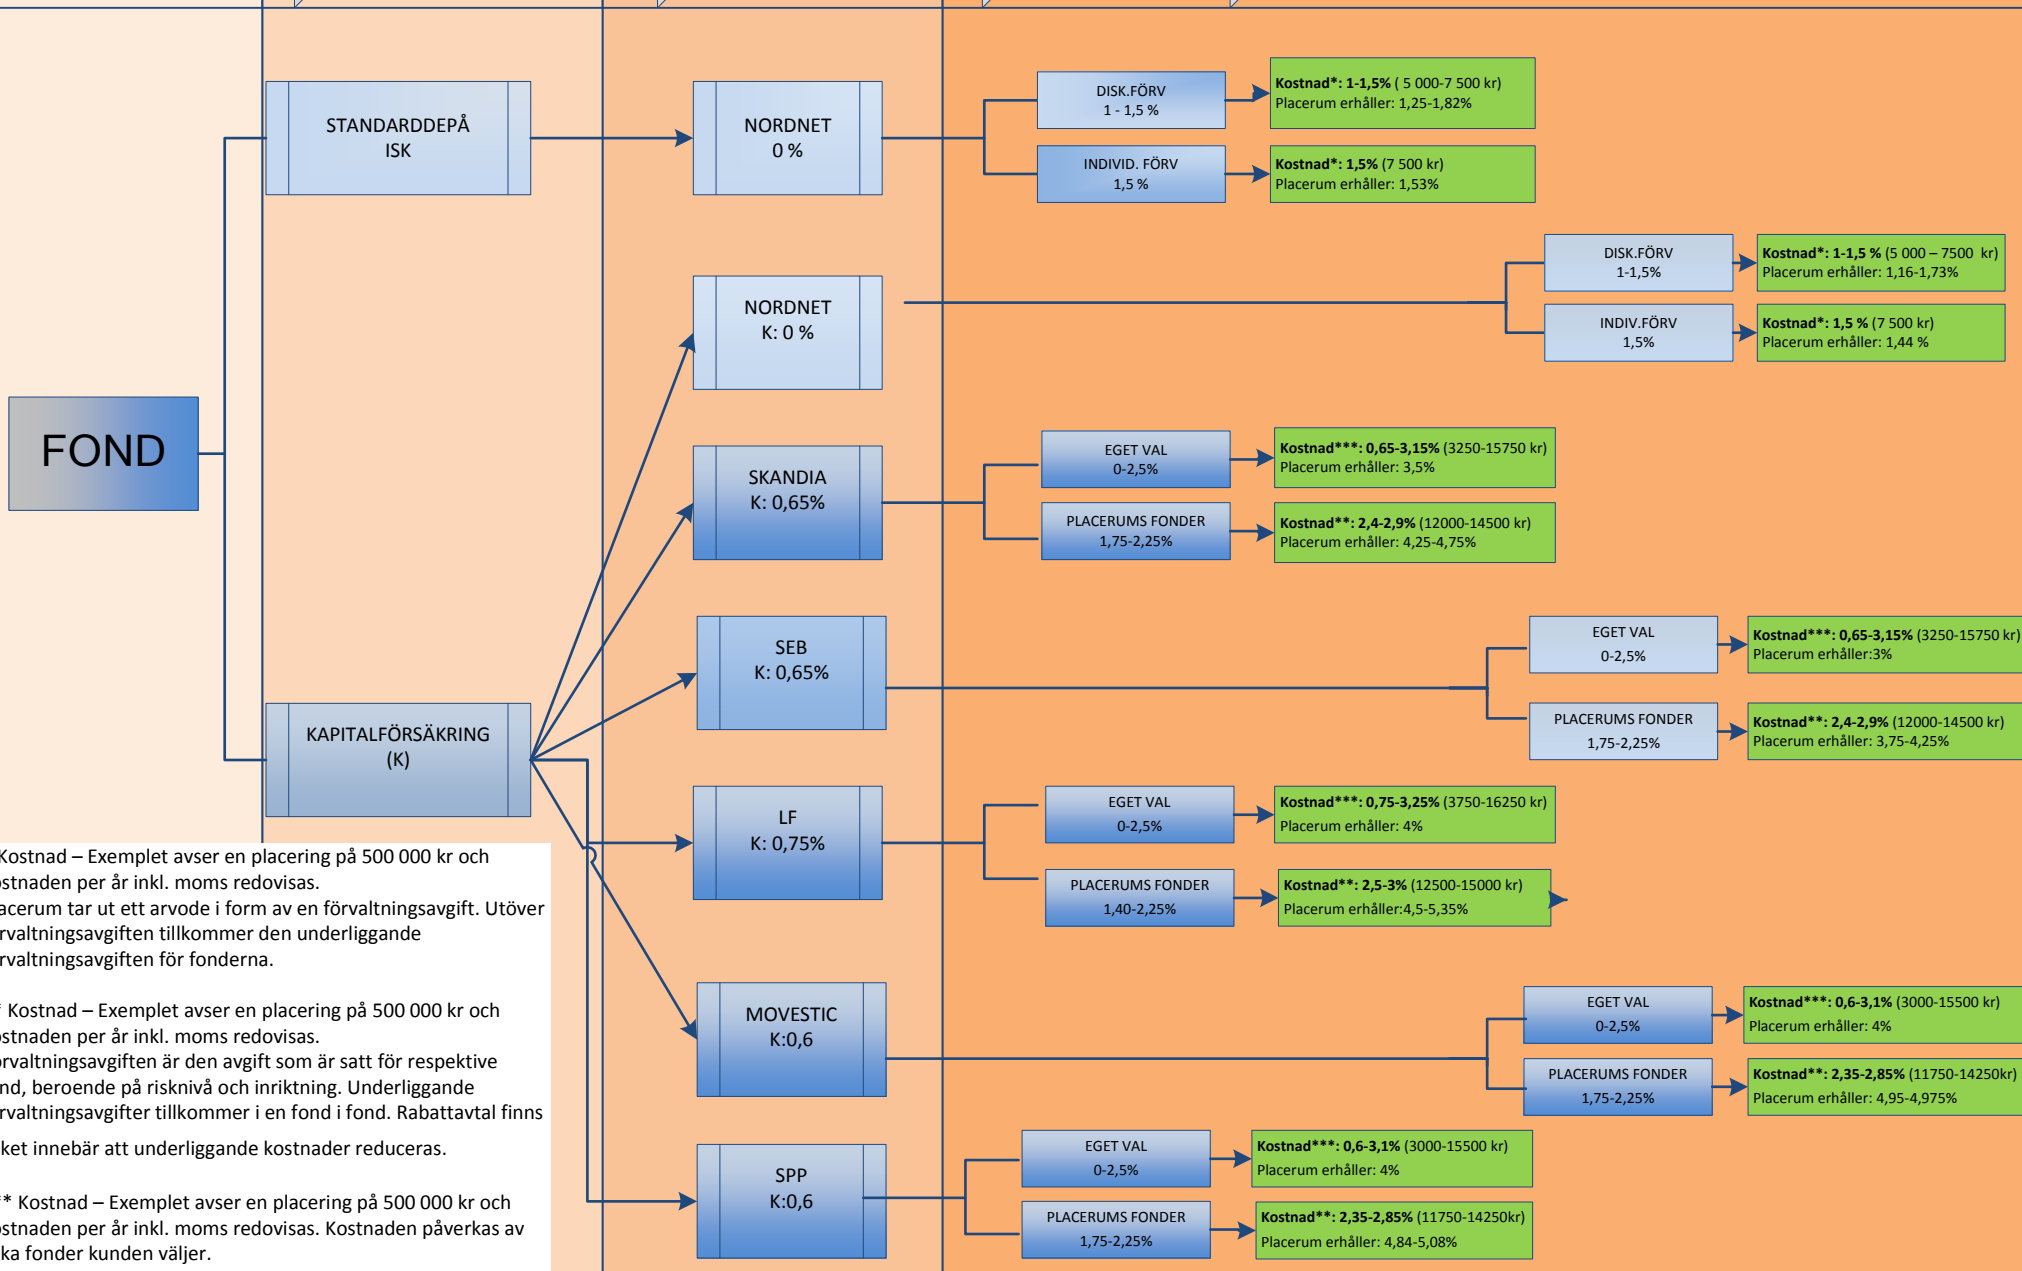 FOND
STANDARDDEPÅ
ISK
NORDNET
0 %
DISK.FÖRV
1 - 1,5 %
Kostnad*: 1-1,5% ( 5 000-7 500 kr)
Placerum erhåller: 1,25-1,82%
INDIVID. FÖRV
1,5 %
Kostnad*: 1,5% (7 500 kr)
Placerum erhåller: 1,53%
KAPITALFÖRSÄKRING
(K)
NORDNET
K: 0 %
DISK.FÖRV
1-1,5%
Kostnad*: 1-1,5 % (5 000 – 7500 kr)
Placerum erhåller: 1,16-1,73%
INDIV.FÖRV
1,5%
Kostnad*: 1,5 % (7 500 kr)
Placerum erhåller: 1,44 %
SKANDIA
K: 0,65%
EGET VAL
0-2,5%
Kostnad***: 0,65-3,15% (3250-15750 kr)
Placerum erhåller: 3,5%
PLACERUMS FONDER
1,75-2,25%
Kostnad**: 2,4-2,9% (12000-14500 kr)
Placerum erhåller: 4,25-4,75%
SEB
K: 0,65%
EGET VAL
0-2,5%
Kostnad***: 0,65-3,15% (3250-15750 kr)
Placerum erhåller:3%
PLACERUMS FONDER
1,75-2,25%
Kostnad**: 2,4-2,9% (12000-14500 kr)
Placerum erhåller: 3,75-4,25%
LF
K: 0,75%
EGET VAL
0-2,5%
Kostnad***: 0,75-3,25% (3750-16250 kr)
Placerum erhåller: 4%
PLACERUMS FONDER
1,40-2,25%
Kostnad**: 2,5-3% (12500-15000 kr)
Placerum erhåller:4,5-5,35%
MOVESTIC
K:0,6
EGET VAL
0-2,5%
Kostnad***: 0,6-3,1% (3000-15500 kr)
Placerum erhåller: 4%
PLACERUMS FONDER
1,75-2,25%
Kostnad**: 2,35-2,85% (11750-14250kr)
Placerum erhåller: 4,95-4,975%
SPP
K:0,6
EGET VAL
0-2,5%
Kostnad***: 0,6-3,1% (3000-15500 kr)
Placerum erhåller: 4%
PLACERUMS FONDER
1,75-2,25%
Kostnad**: 2,35-2,85% (11750-14250kr)
Placerum erhåller: 4,84-5,08%
Kostnad – Exemplet avser en placering på 500 000 kr och
ostnaden per år inkl. moms redovisas.
lacerum tar ut ett arvode i form av en förvaltningsavgift. Utöver
rvaltningsavgiften tillkommer den underliggande
rvaltningsavgiften för fonderna.
* Kostnad – Exemplet avser en placering på 500 000 kr och
ostnaden per år inkl. moms redovisas.
örvaltningsavgiften är den avgift som är satt för respektive
nd, beroende på risknivå och inriktning. Underliggande
rvaltningsavgifter tillkommer i en fond i fond. Rabattavtal finns
ket innebär att underliggande kostnader reduceras.
** Kostnad – Exemplet avser en placering på 500 000 kr och
ostnaden per år inkl. moms redovisas. Kostnaden påverkas av
ka fonder kunden väljer.